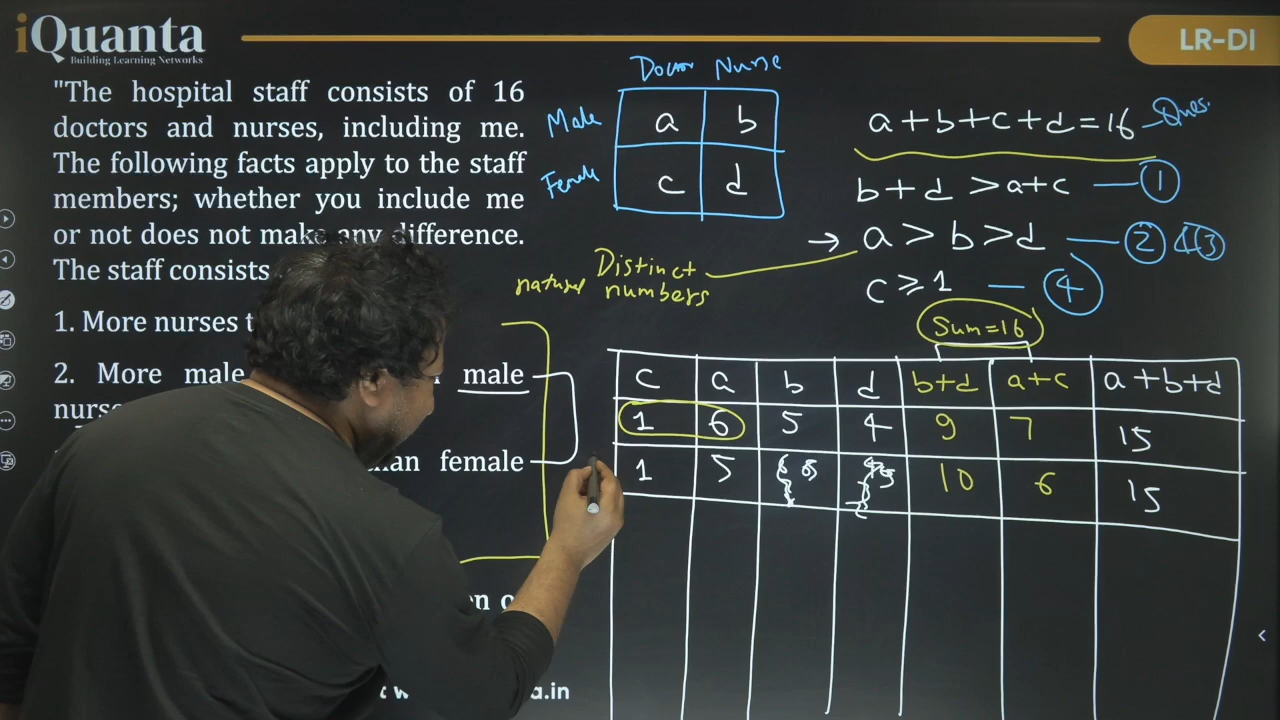 iQuanta
Building Learning Networks
LR-DI
"The hospital staff consists of 16
doctors and nurses, including me.
The following facts apply to the staff
members; whether you include me
or not does not make any difference.
The staff consists
1. More nurses t
2. More male male
nurs
an female
n o
a.in
Doctor Nurse
Male a b
Female c d
a+b+c+d=16 Ques.
b+d >a+c ①
→ a > b > d ② & ③
c ⩾ 1 ④
Distinct
natural numbers
Sum=16
c a b d b+d a+c a+b+d
1 6 5 4 9 7 15
1 5 10 6 15